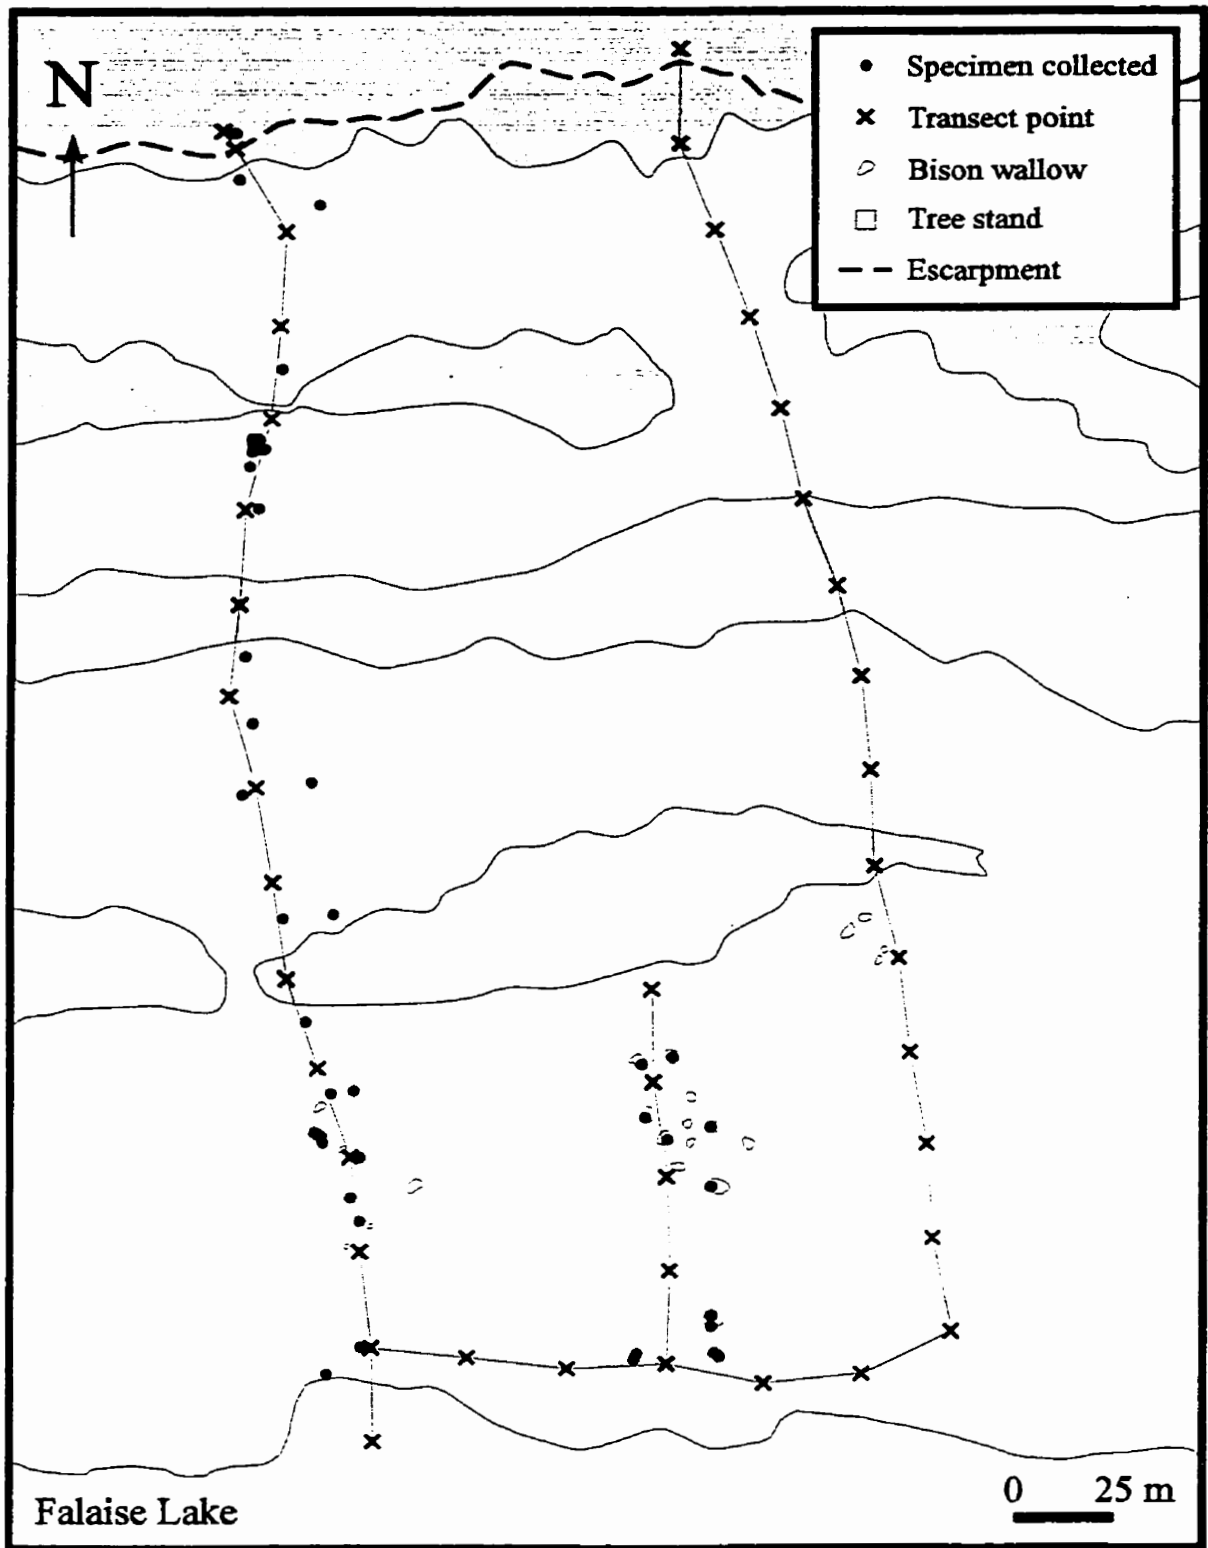 N
Specimen collected
Transect point
Bison wallow
Tree stand
Escarpment
Falaise Lake
0 25 m